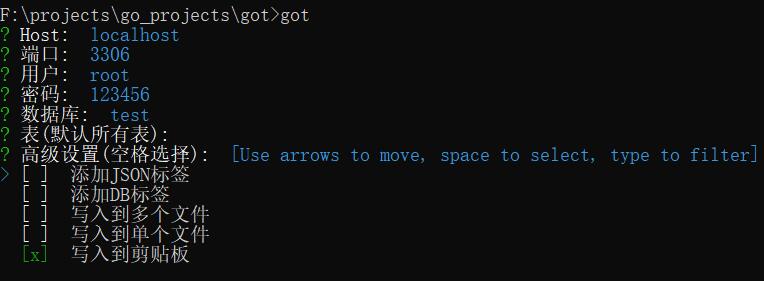 F:\projects\go_projects\got>got
? Host: localhost
? 端口: 3306
? 用户: root
? 密码: 123456
? 数据库: test
? 表(默认所有表):
? 高级设置(空格选择): [Use arrows to move, space to select, type to filter]
> [ ] 添加JSON标签
[ ] 添加DB标签
[ ] 写入到多个文件
[ ] 写入到单个文件
[x] 写入到剪贴板